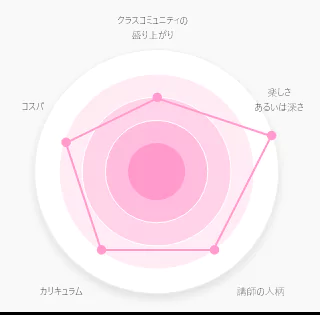 クラスコミュニティの
盛り上がり
楽しさ
あるいは深さ
コスパ
カリキュラム
講師の人柄